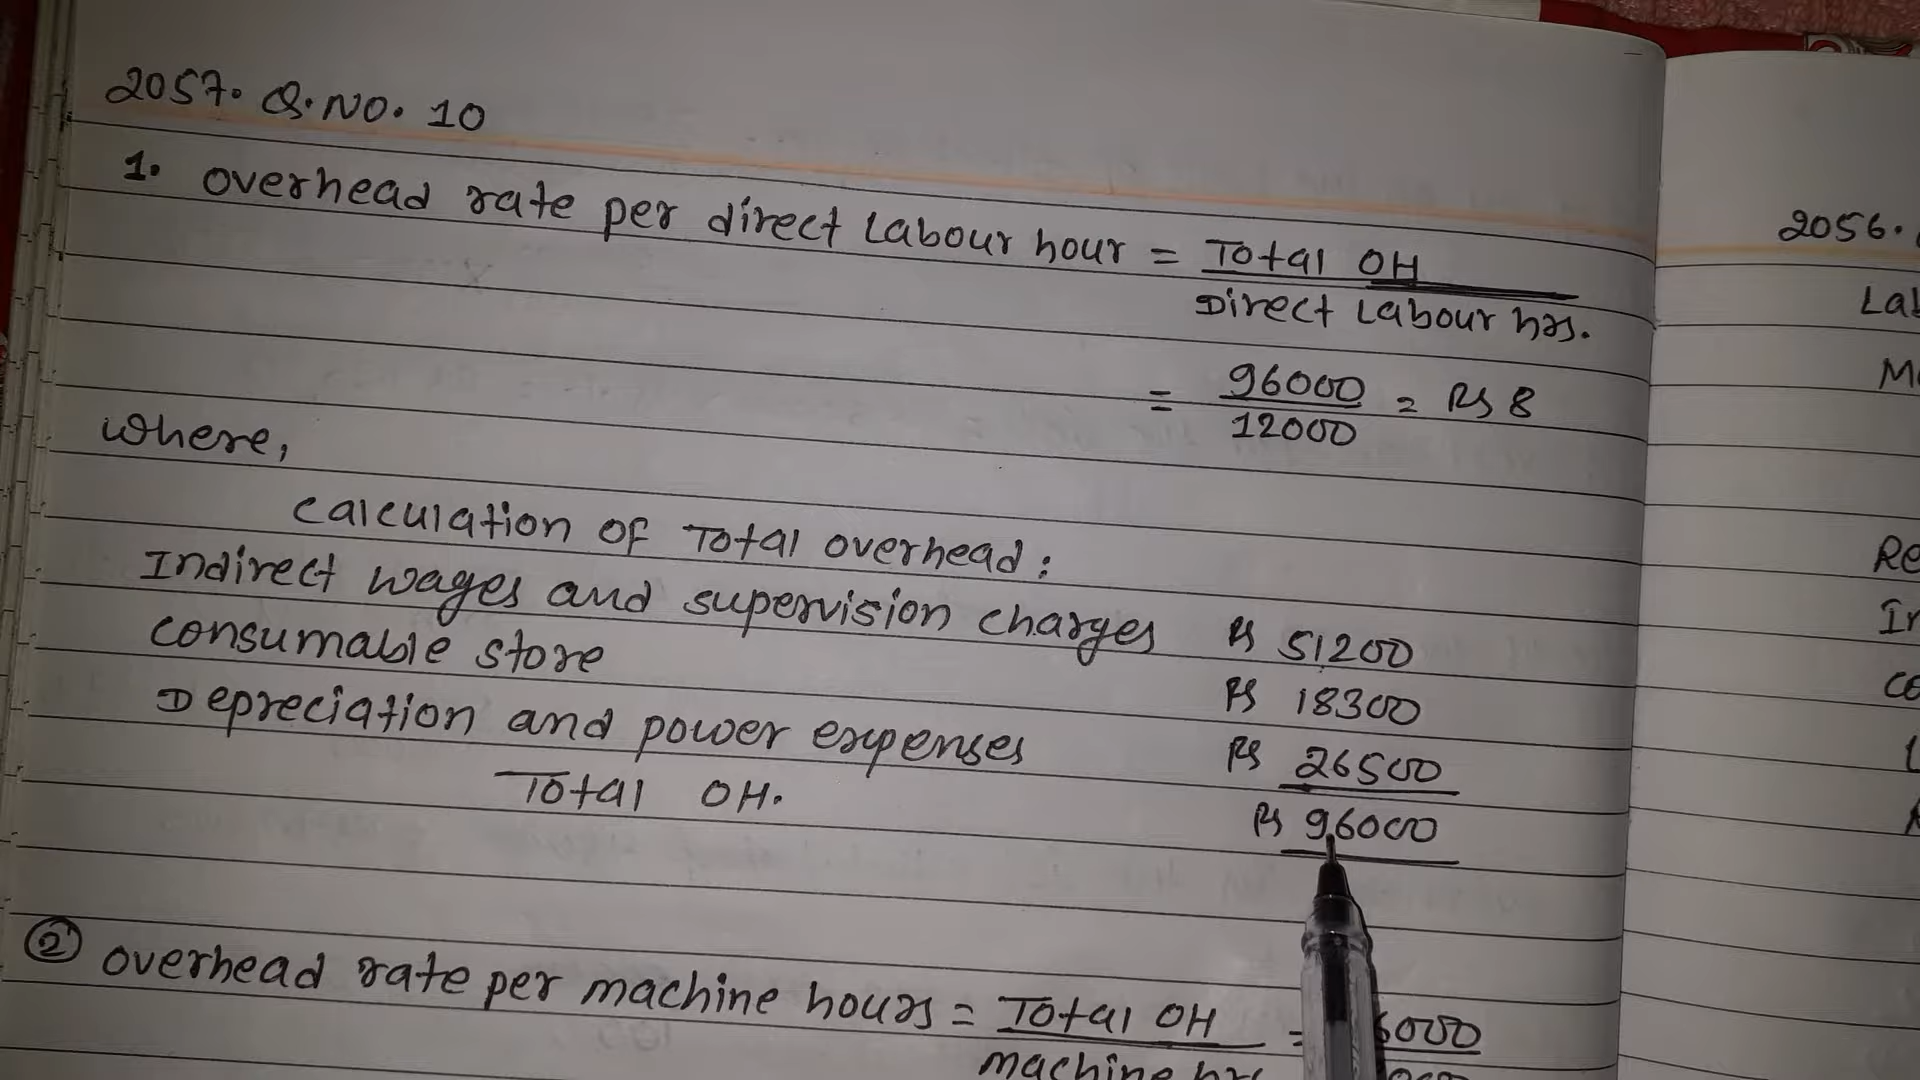 2057. Q.NO. 10
1. overhead rate per direct Labour hour = Total OH
Direct Labour hrs.
= 96000 = Rs 8
12000
where,
calculation of Total overhead:
Indirect wages and supervision charges Rs 51200
consumable store Rs 18300
Depreciation and power expenses Rs 26500
Total OH. Rs 96000
② overhead rate per machine hours = Total OH =
machine hrs
2056.